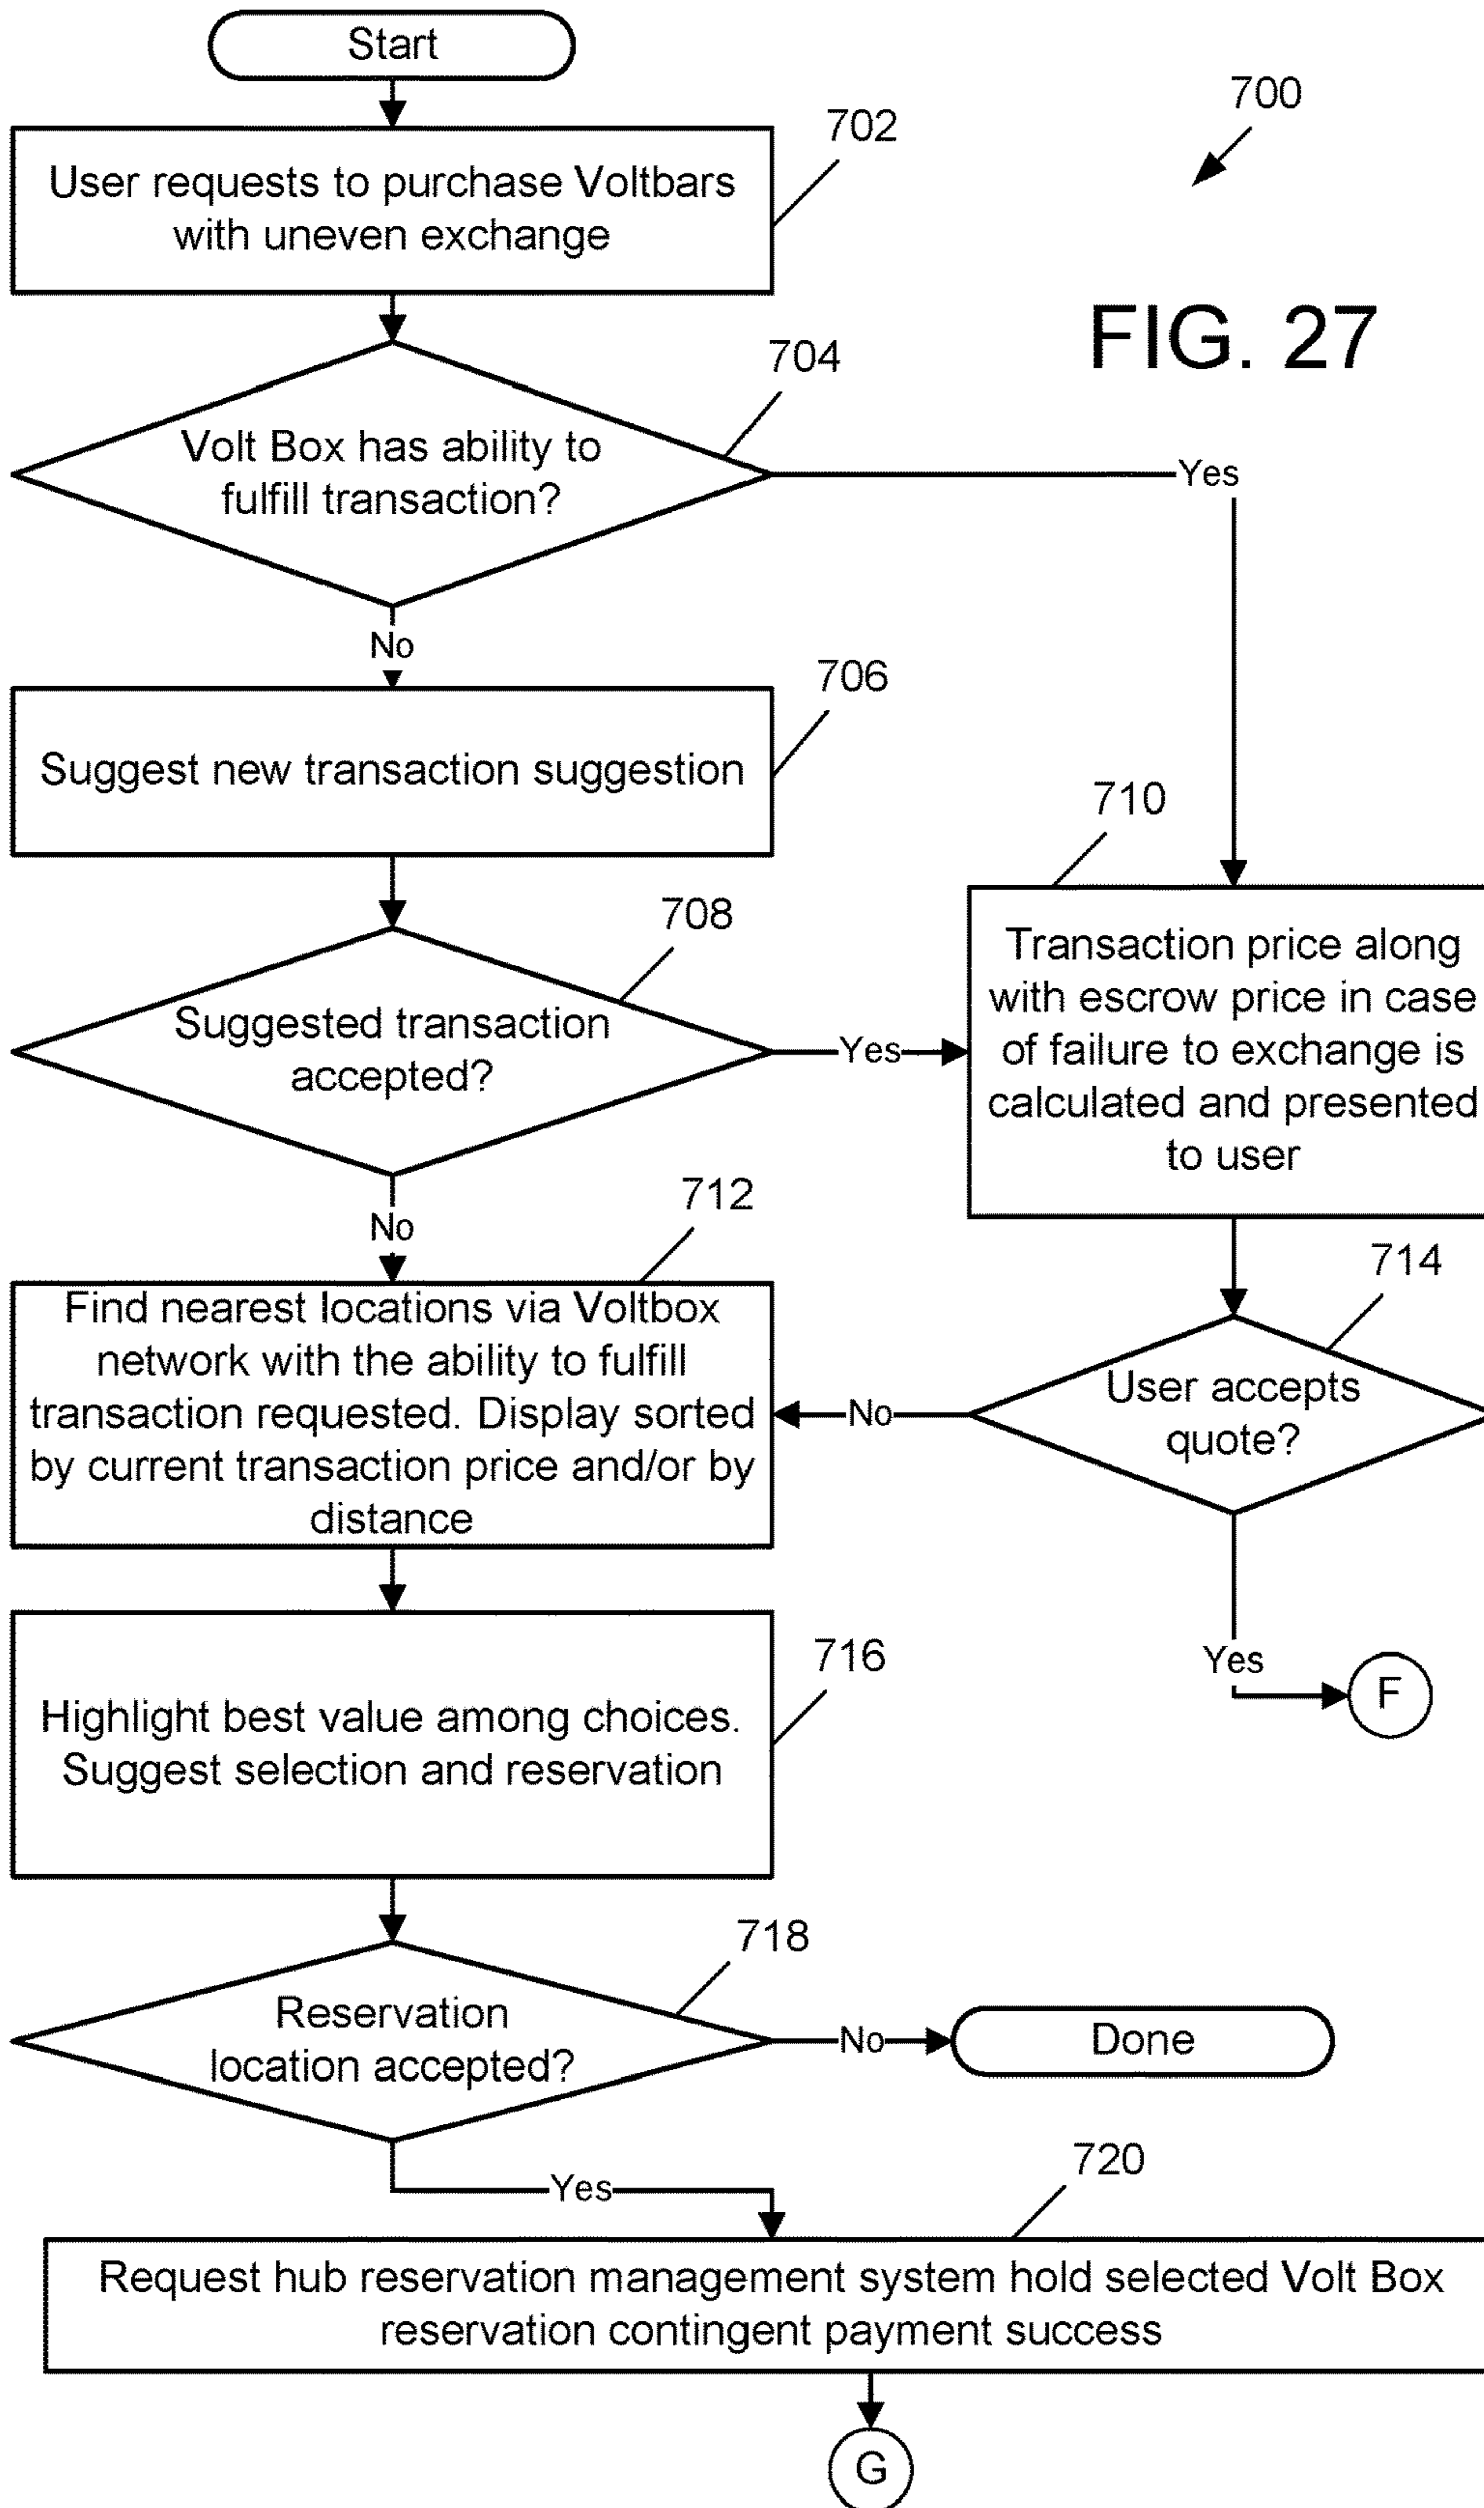 Start
700
702
User requests to purchase Voltbars
with uneven exchange
FIG. 27
704
Volt Box has ability to
fulfill transaction?
Yes
No
706
Suggest new transaction suggestion
710
708
Transaction price along
with escrow price in case
of failure to exchange is
calculated and presented
to user
Suggested transaction
accepted?
Yes
No
712
714
Find nearest locations via Voltbox
network with the ability to fulfill
transaction requested. Display sorted
by current transaction price and/or by
distance
User accepts
quote?
No
Yes
F
716
Highlight best value among choices.
Suggest selection and reservation
718
Reservation
location accepted?
No
Done
Yes
720
Request hub reservation management system hold selected Volt Box
reservation contingent payment success
G